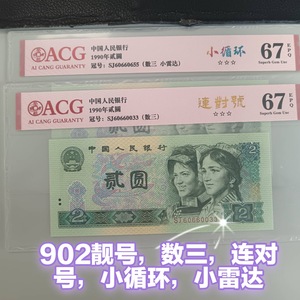 ACG
AI CANG GUARANTY
中国人民银行
1990年贰圆
冠号：SJ60660655（数三 小雷达）
小循环
☆☆☆
67 EPQ
Superb Gem Unc
ACG
AI CANG GUARANTY
中国人民银行
1990年贰圆
冠号：SJ60660033（数三）
连对號
☆☆☆
67 EPQ
Superb Gem Unc
中国人民银行
贰圆
2
2
902靓号，数三，连对
号，小循环，小雷达